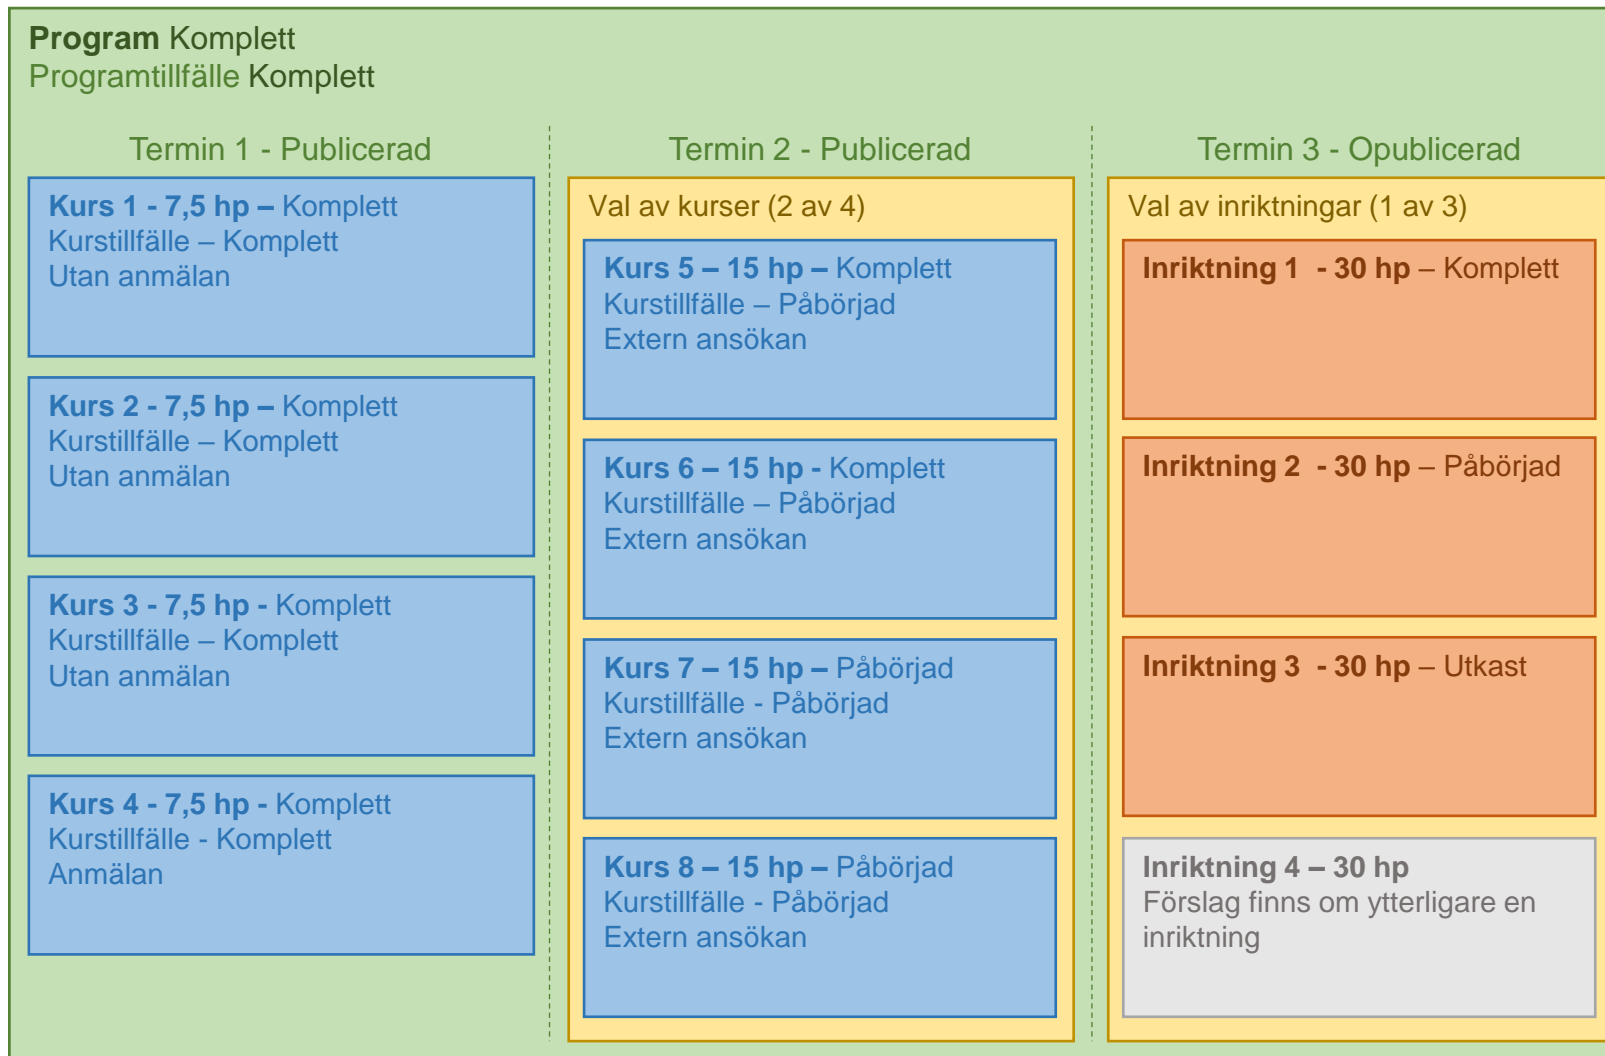 Program Komplett
Programtillfälle Komplett
Termin 1 - Publicerad
Kurs 1 - 7,5 hp – Komplett
Kurstillfälle – Komplett
Utan anmälan
Kurs 2 - 7,5 hp – Komplett
Kurstillfälle – Komplett
Utan anmälan
Kurs 3 - 7,5 hp - Komplett
Kurstillfälle – Komplett
Utan anmälan
Kurs 4 - 7,5 hp - Komplett
Kurstillfälle - Komplett
Anmälan
Termin 2 - Publicerad
Val av kurser (2 av 4)
Kurs 5 – 15 hp – Komplett
Kurstillfälle – Påbörjad
Extern ansökan
Kurs 6 – 15 hp - Komplett
Kurstillfälle – Påbörjad
Extern ansökan
Kurs 7 – 15 hp – Påbörjad
Kurstillfälle - Påbörjad
Extern ansökan
Kurs 8 – 15 hp – Påbörjad
Kurstillfälle - Påbörjad
Extern ansökan
Termin 3 - Opublicerad
Val av inriktningar (1 av 3)
Inriktning 1 - 30 hp – Komplett
Inriktning 2 - 30 hp – Påbörjad
Inriktning 3 - 30 hp – Utkast
Inriktning 4 – 30 hp
Förslag finns om ytterligare en
inriktning